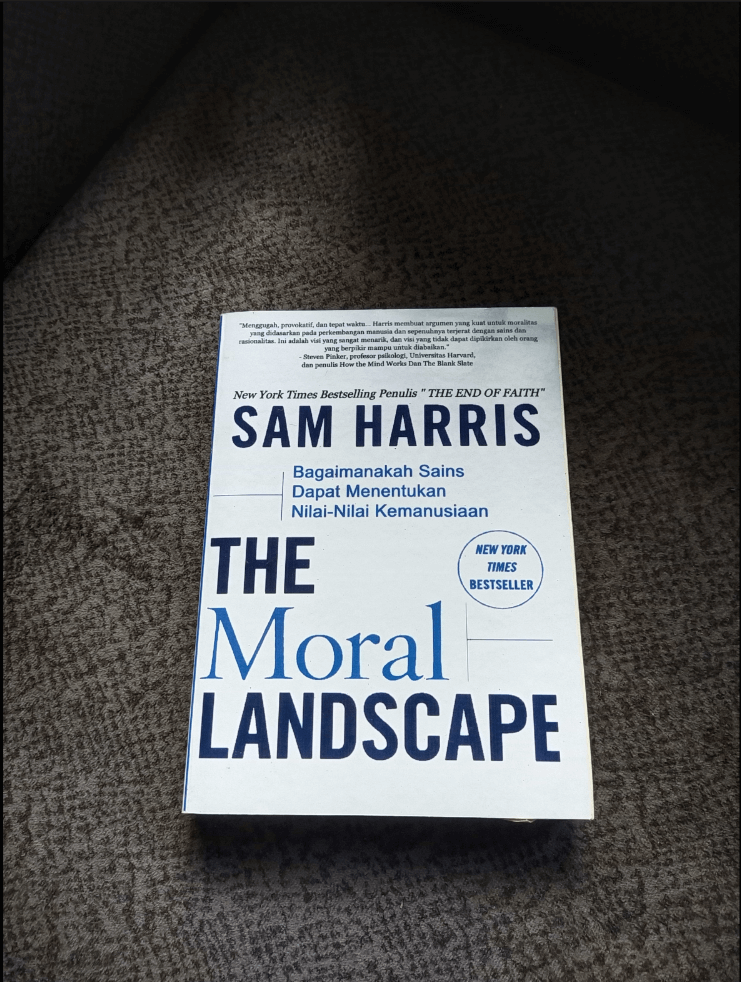 "Menggugah, provokatif, dan tepat waktu... Harris membuat argumen yang kuat untuk moralitas
yang didasarkan pada perkembangan manusia dan sepenuhnya terjerat dengan sains dan
rasionalitas. Ini adalah visi yang sangat menarik, dan visi yang tidak dapat dipikirkan oleh orang
yang berpikir mampu untuk diabaikan."
- Steven Pinker, profesor psikologi, Universitas Harvard,
dan penulis How the Mind Works Dan The Blank Slate
New York Times Bestselling Penulis " THE END OF FAITH"
SAM HARRIS
Bagaimanakah Sains
Dapat Menentukan
Nilai-Nilai Kemanusiaan
THE
NEW YORK
TIMES
BESTSELLER
Moral
LANDSCAPE